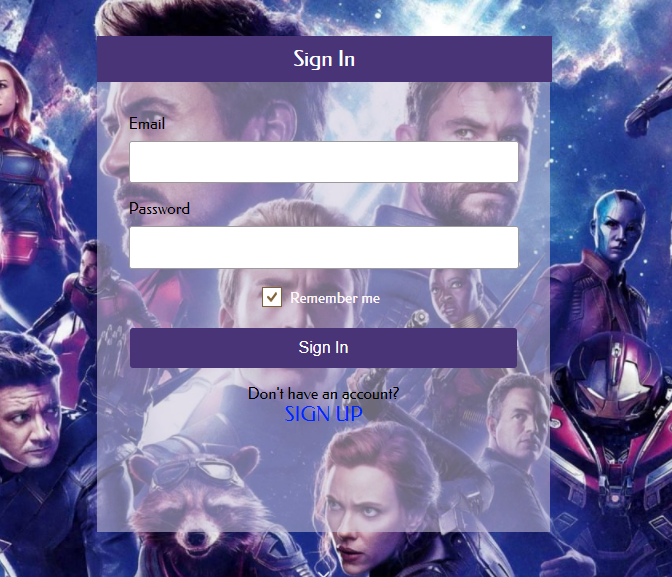 Sign In
Email
Password
Remember me
Sign In
Don't have an account?
SIGN UP